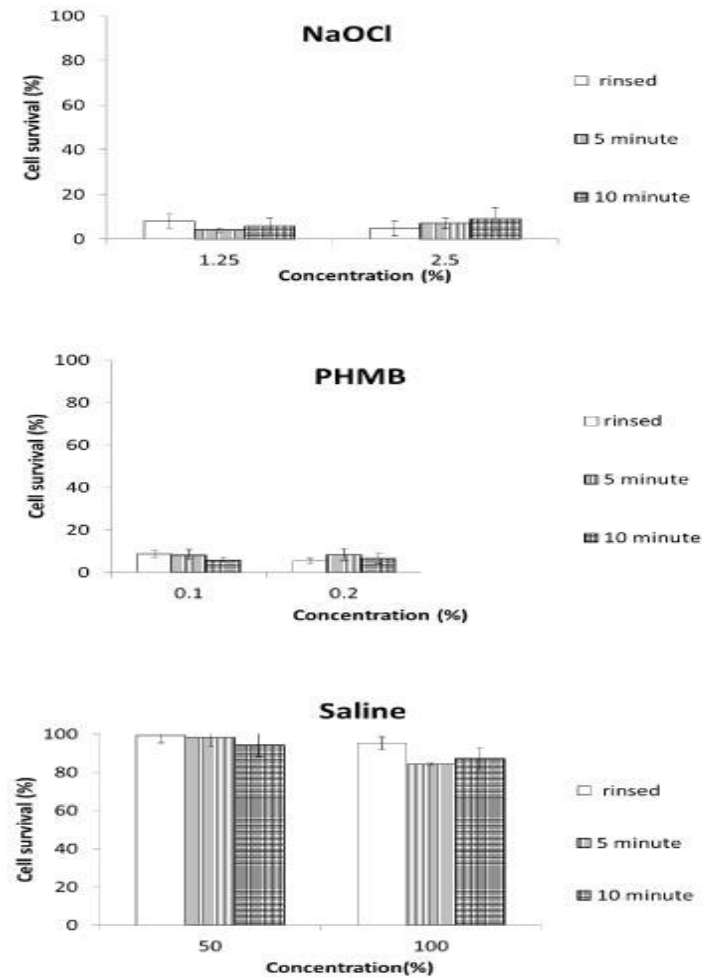 NaOCl
Cell survival (%)
100
80
60
40
20
0
1.25
2.5
Concentration (%)
rinsed
5 minute
10 minute
PHMB
Cell survival (%)
100
80
60
40
20
0
0.1
0.2
Concentration (%)
rinsed
5 minute
10 minute
Saline
Cell survival (%)
100
80
60
40
20
0
50
100
Concentration(%)
rinsed
5 minute
10 minute